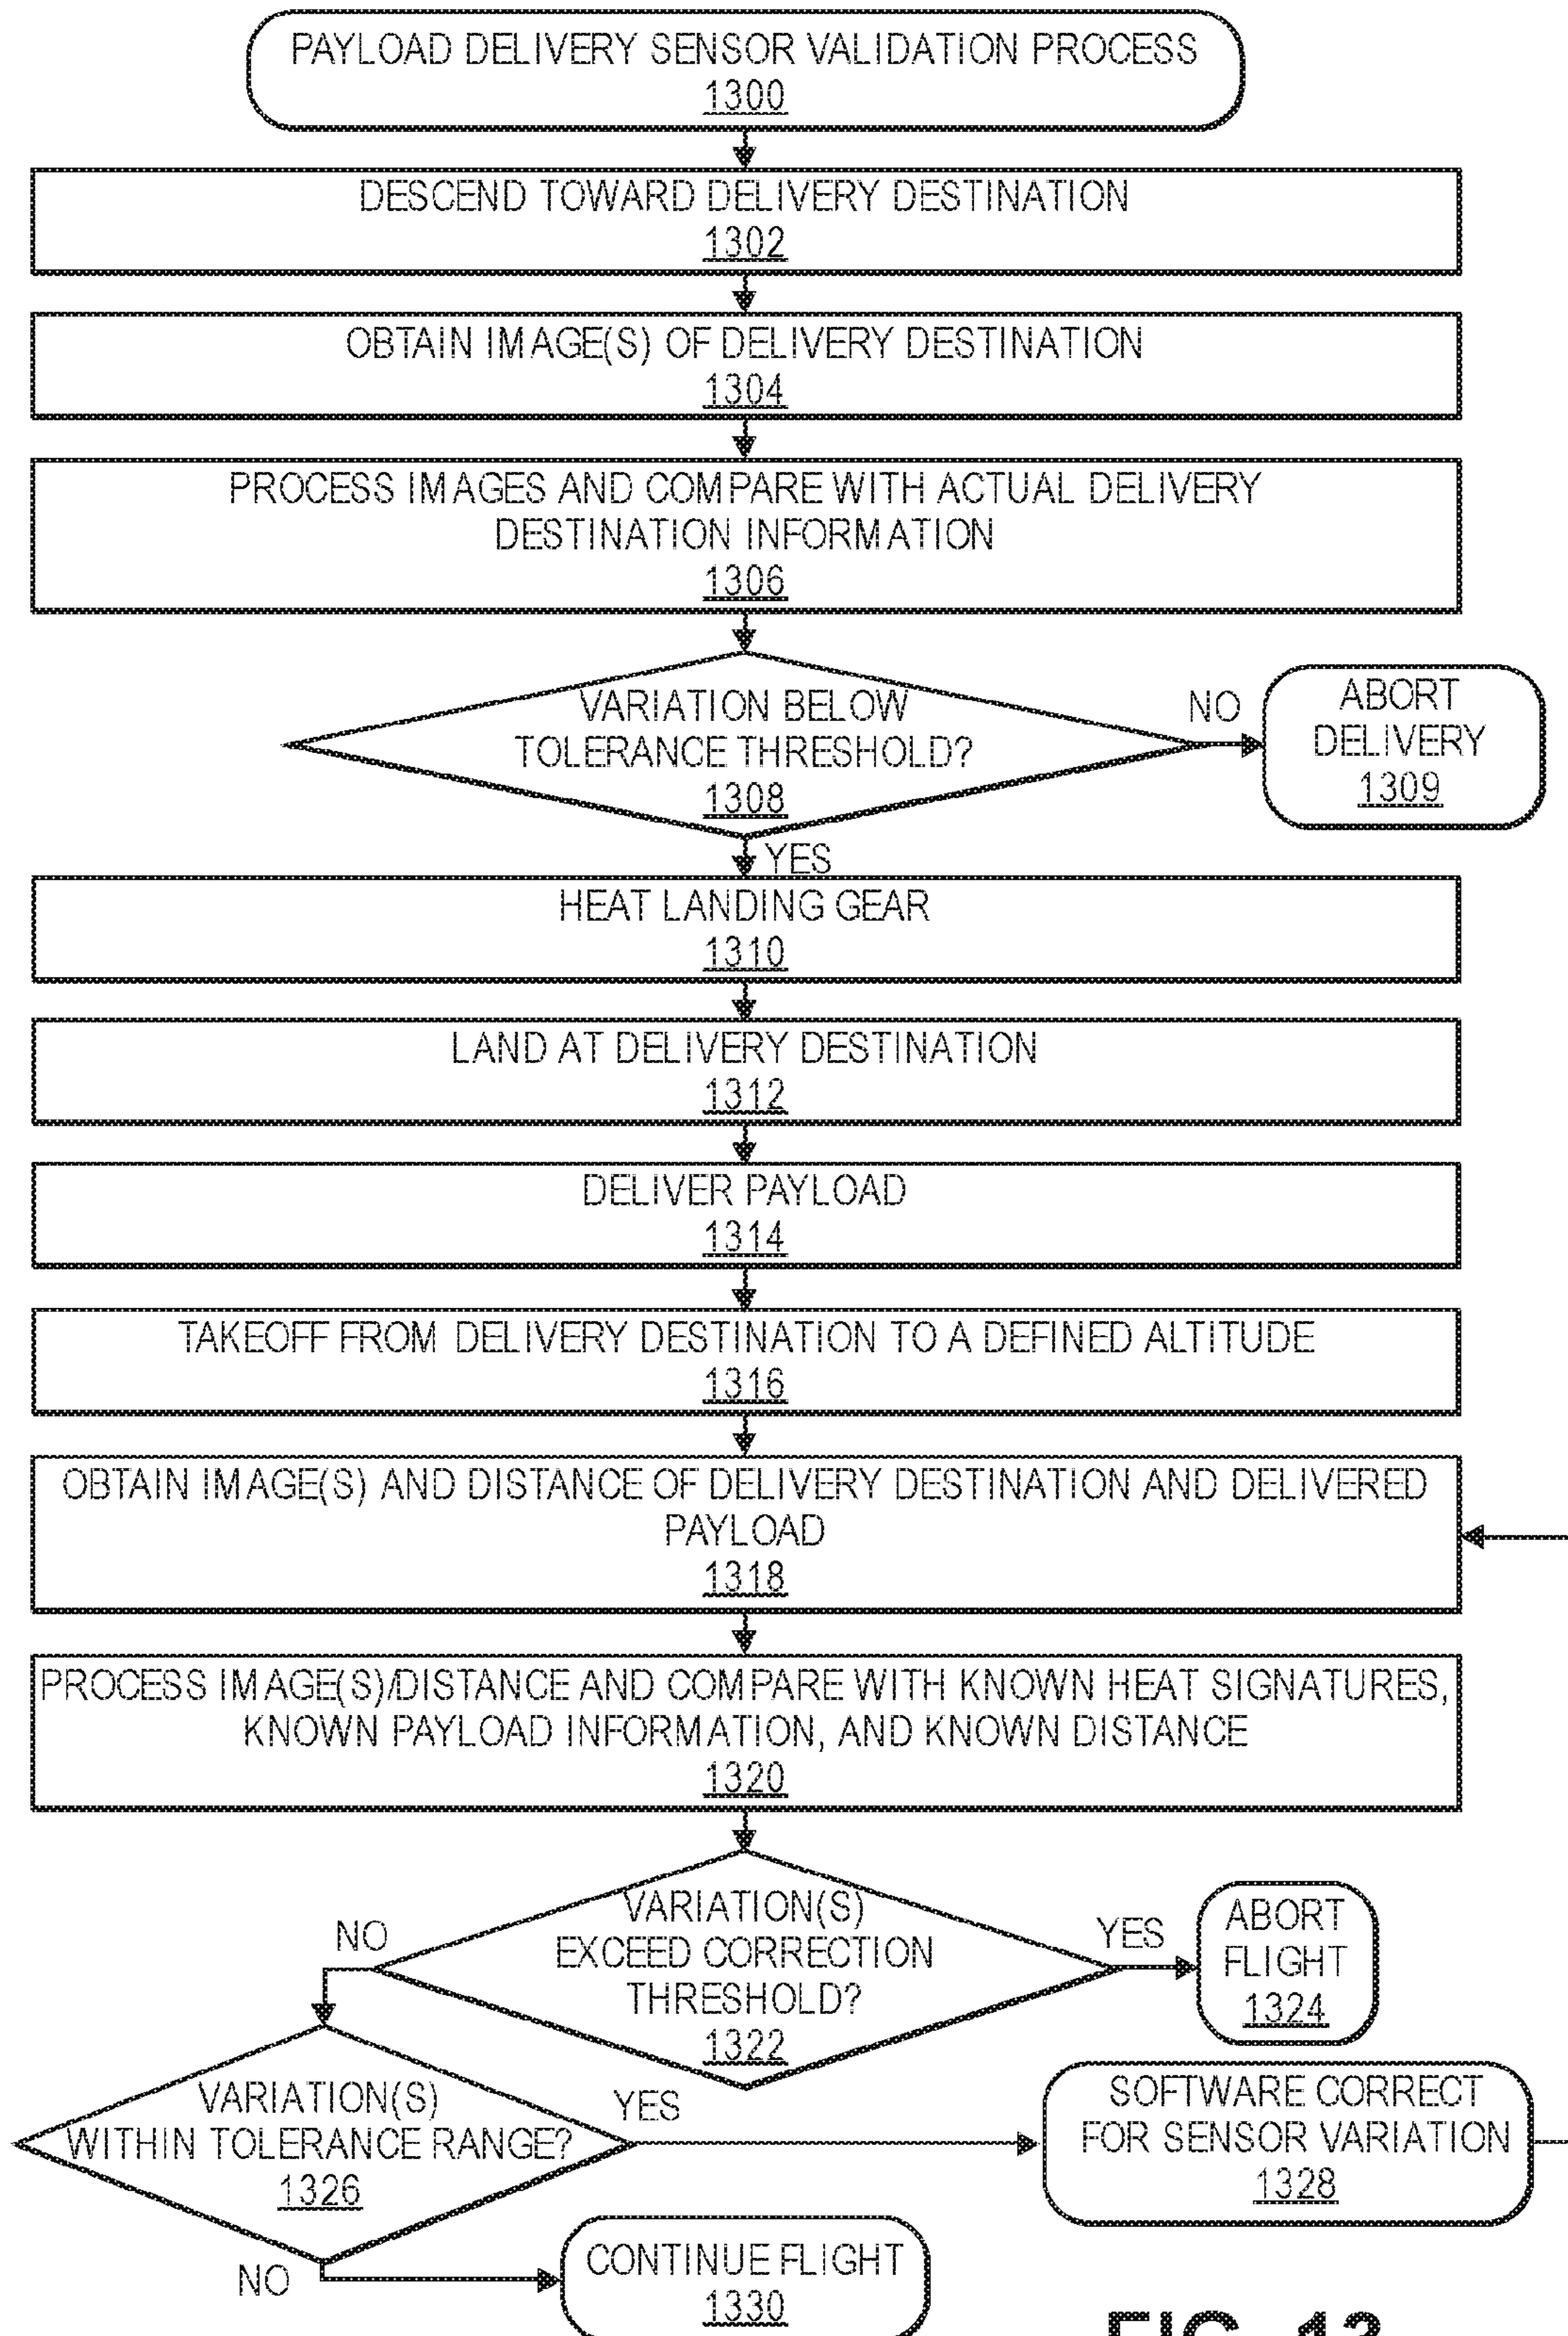 PAYLOAD DELIVERY SENSOR VALIDATION PROCESS
1300
DESCEND TOWARD DELIVERY DESTINATION
1302
OBTAIN IMAGE(S) OF DELIVERY DESTINATION
1304
PROCESS IMAGES AND COMPARE WITH ACTUAL DELIVERY
DESTINATION INFORMATION
1306
VARIATION BELOW
TOLERANCE THRESHOLD?
1308
NO
ABORT
DELIVERY
1309
YES
HEAT LANDING GEAR
1310
LAND AT DELIVERY DESTINATION
1312
DELIVER PAYLOAD
1314
TAKEOFF FROM DELIVERY DESTINATION TO A DEFINED ALTITUDE
1316
OBTAIN IMAGE(S) AND DISTANCE OF DELIVERY DESTINATION AND DELIVERED
PAYLOAD
1318
PROCESS IMAGE(S)/DISTANCE AND COMPARE WITH KNOWN HEAT SIGNATURES,
KNOWN PAYLOAD INFORMATION, AND KNOWN DISTANCE
1320
VARIATION(S)
EXCEED CORRECTION
THRESHOLD?
1322
NO
YES
ABORT
FLIGHT
1324
VARIATION(S)
WITHIN TOLERANCE RANGE?
1326
YES
SOFTWARE CORRECT
FOR SENSOR VARIATION
1328
NO
CONTINUE FLIGHT
1330
FIG. 13